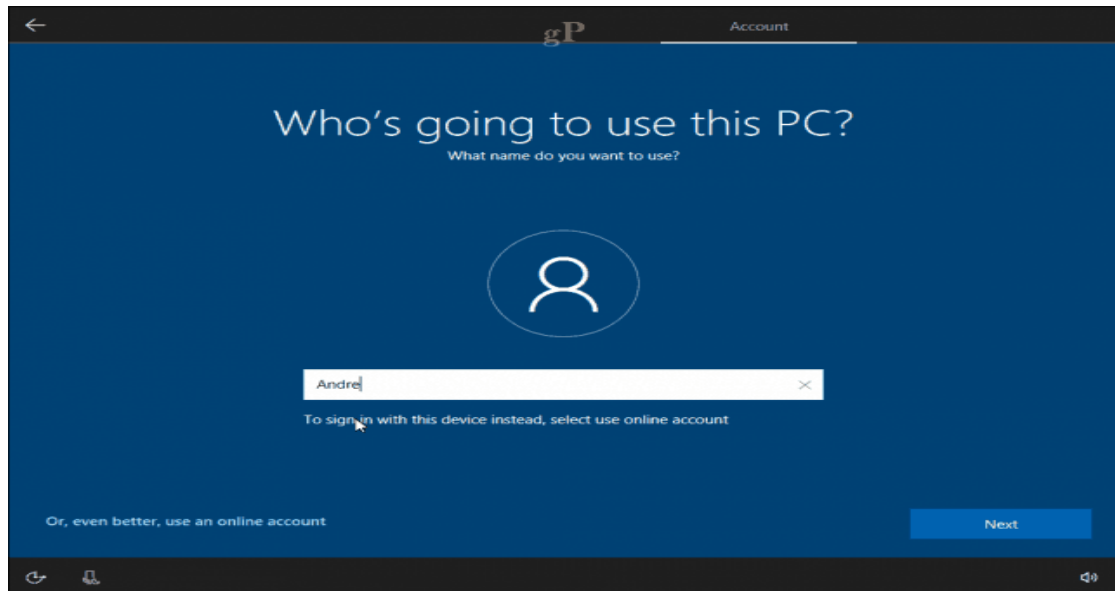 gP
Account
Who's going to use this PC?
What name do you want to use?
Andre
To sign in with this device instead, select use online account
Or, even better, use an online account
Next